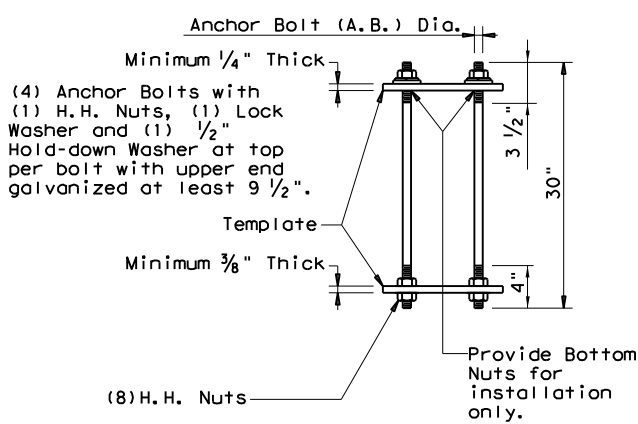 Anchor Bolt (A.B.) Dia.
Minimum 1/4" Thick
(4) Anchor Bolts with
(1) H.H. Nuts, (1) Lock
Washer and (1) 1/2"
Hold-down Washer at top
per bolt with upper end
galvanized at least 9 1/2".
3 1/2"
30"
Template
Minimum 3/8" Thick
4"
(8)H.H. Nuts
Provide Bottom
Nuts for
installation
only.